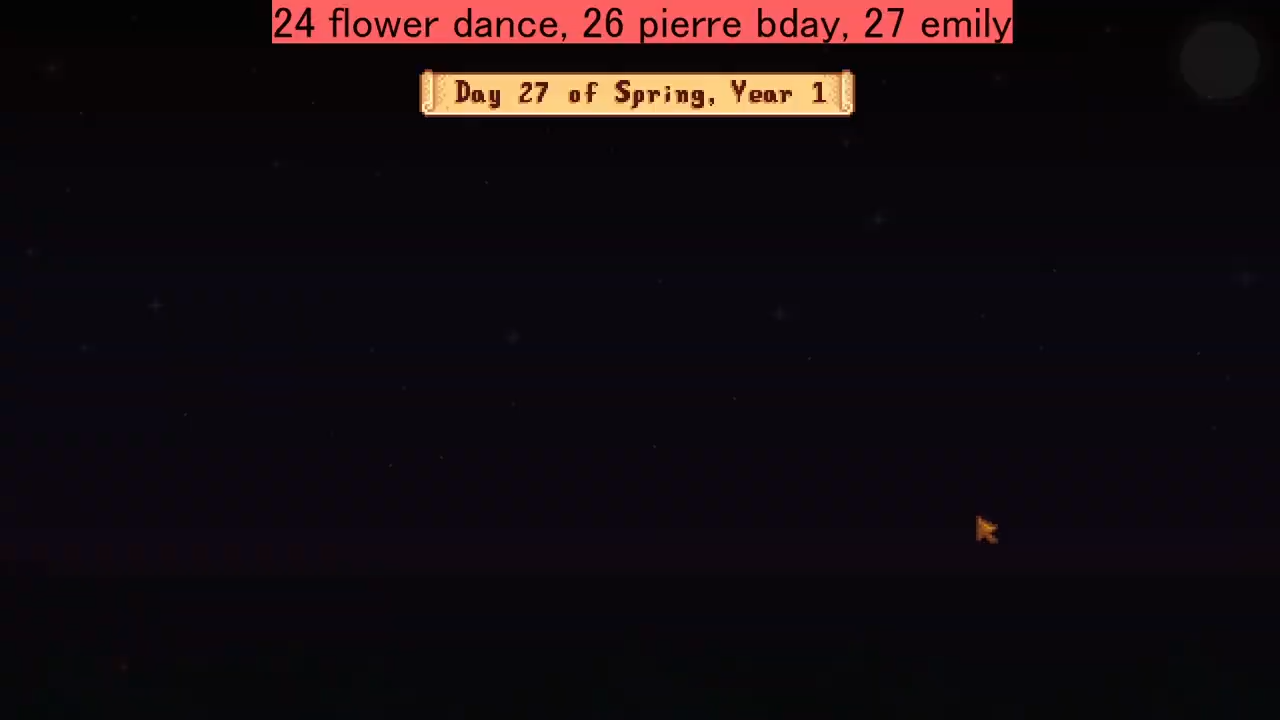 24 flower dance, 26 pierre bday, 27 emily
Day 27 of Spring, Year 1